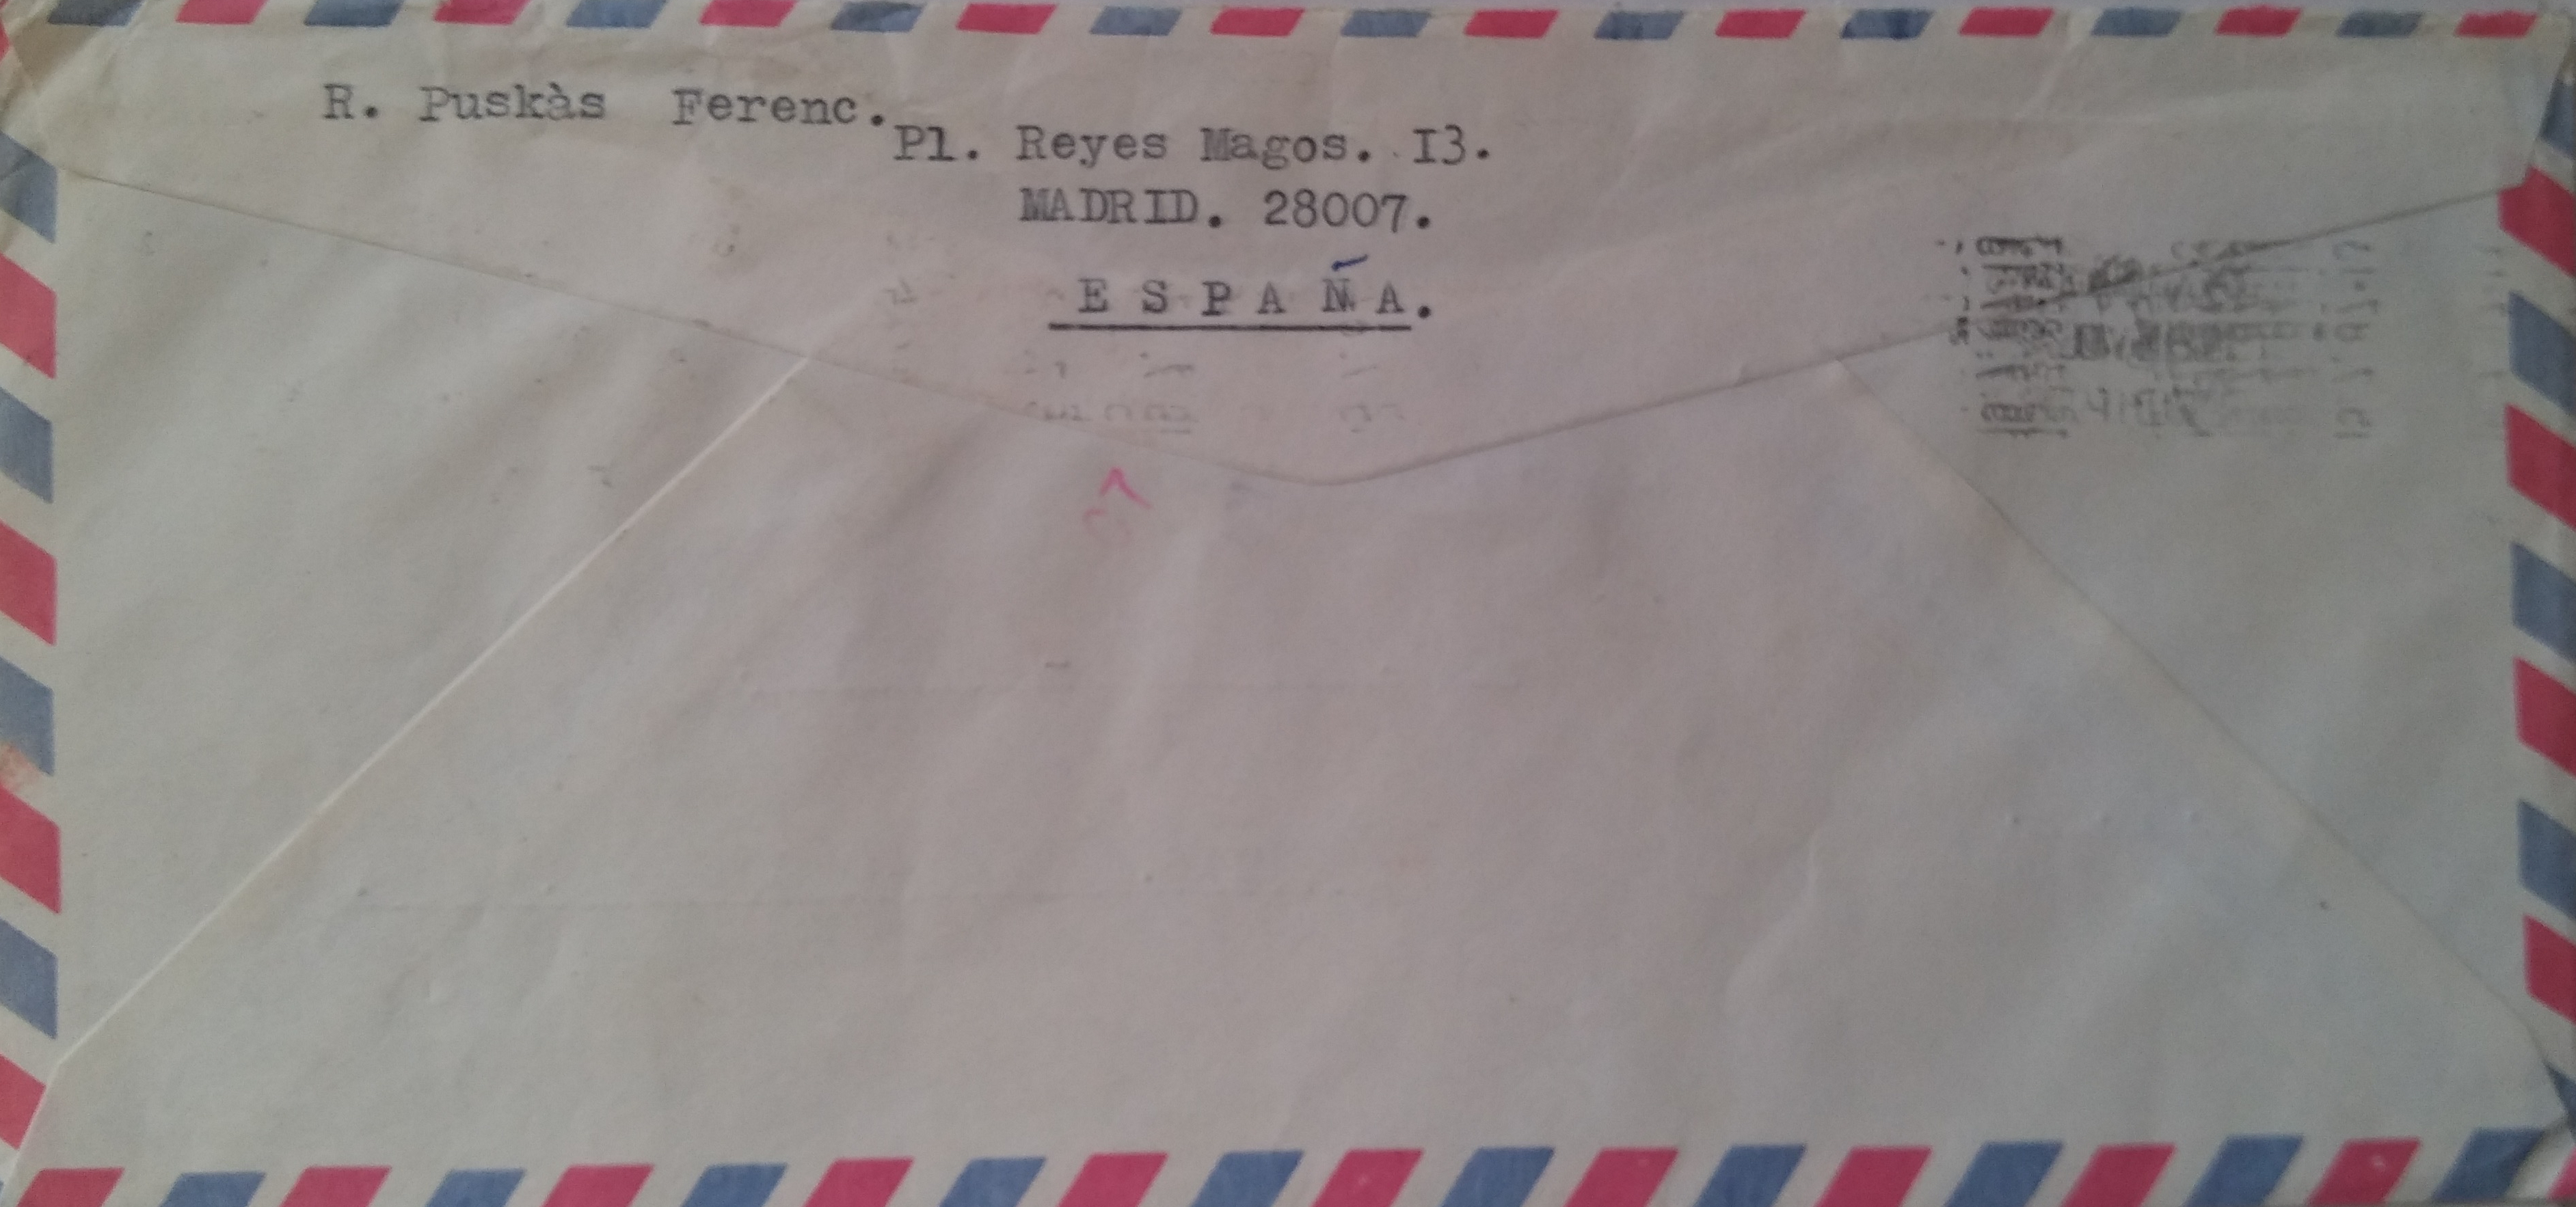 R. Puskàs Ferenc.
Pl. Reyes Magos. I3.
MADRID. 28007.
E S P A Ñ A.